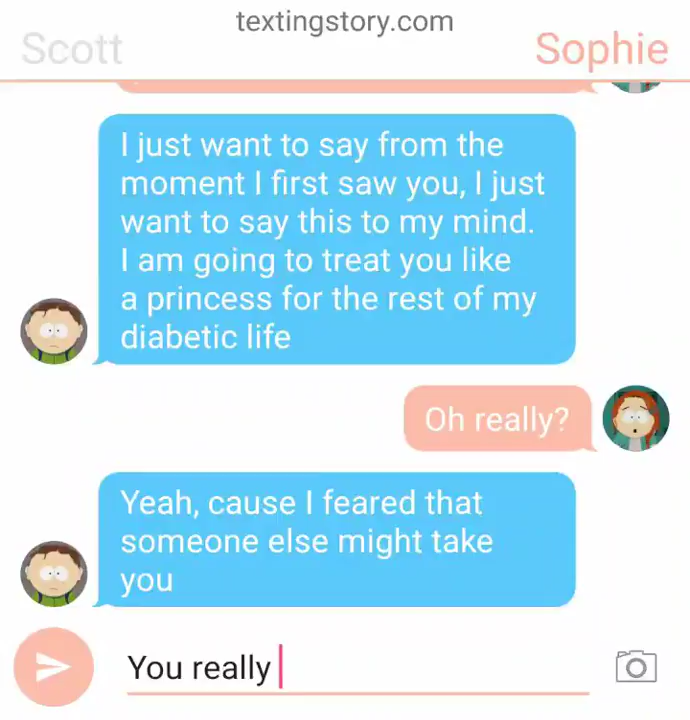 textingstory.com
Scott
Sophie
I just want to say from the
moment I first saw you, I just
want to say this to my mind.
I am going to treat you like
a princess for the rest of my
diabetic life
Oh really?
Yeah, cause I feared that
someone else might take
you
You really